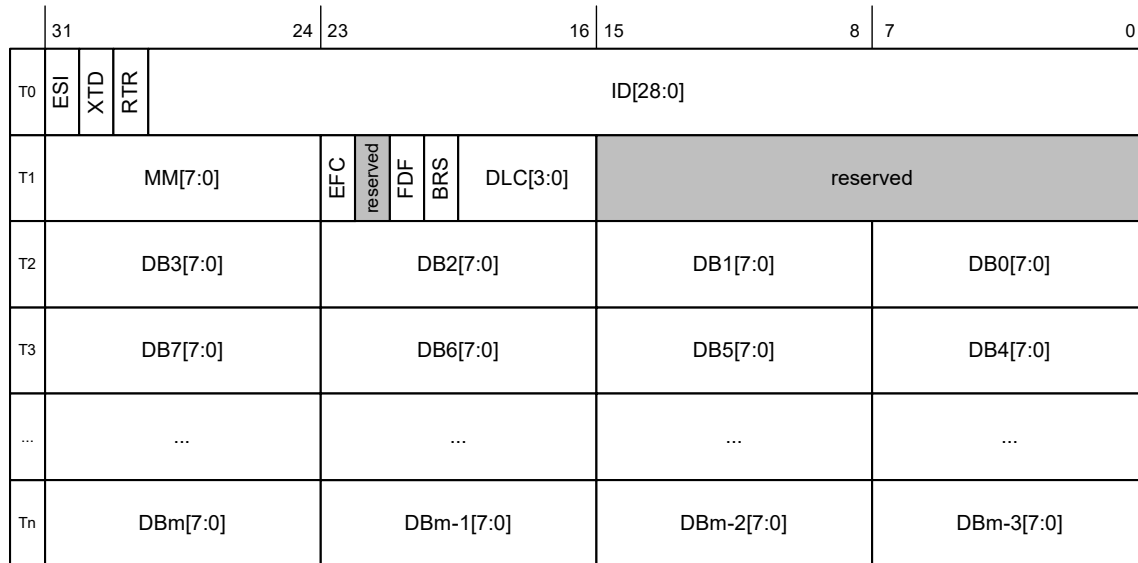 31 24 23 16 15 8 7 0
T0 ESI XTD RTR ID[28:0]
T1 MM[7:0] EFC reserved FDF BRS DLC[3:0] reserved
T2 DB3[7:0] DB2[7:0] DB1[7:0] DB0[7:0]
T3 DB7[7:0] DB6[7:0] DB5[7:0] DB4[7:0]
... ... ... ... ...
Tn DBm[7:0] DBm-1[7:0] DBm-2[7:0] DBm-3[7:0]